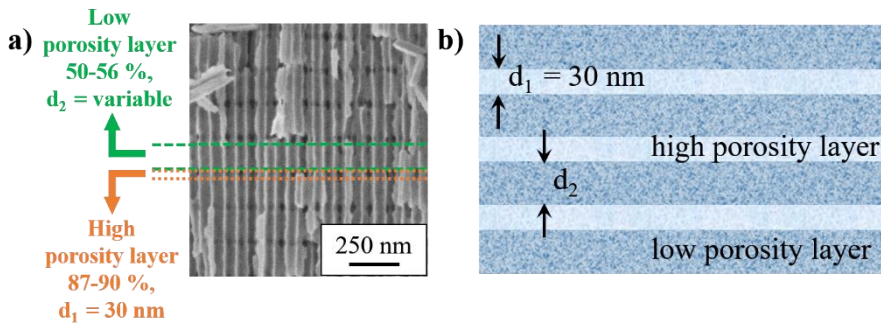 a)
Low
porosity layer
50-56 %,
d₂ = variable
High
porosity layer
87-90 %,
d₁ = 30 nm
250 nm
b)
d₁ = 30 nm
high porosity layer
d₂
low porosity layer